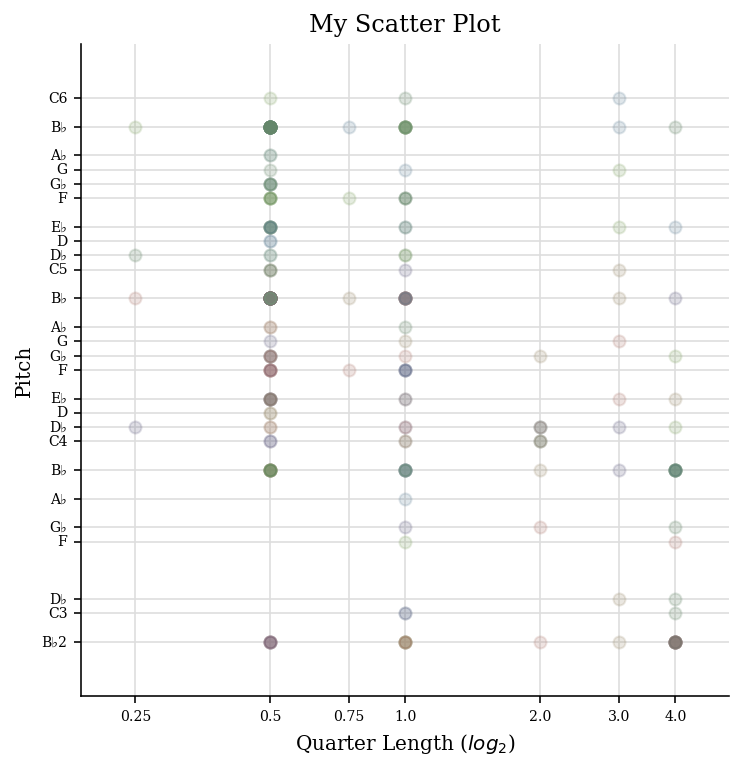 My Scatter Plot
C6
B♭
A♭
G
G♭
F
E♭
D
D♭
C5
B♭
A♭
G
G♭
F
E♭
D
D♭
C4
B♭
A♭
G♭
F
D♭
C3
B♭2
Pitch
0.25 0.5 0.75 1.0 2.0 3.0 4.0
Quarter Length (log₂)